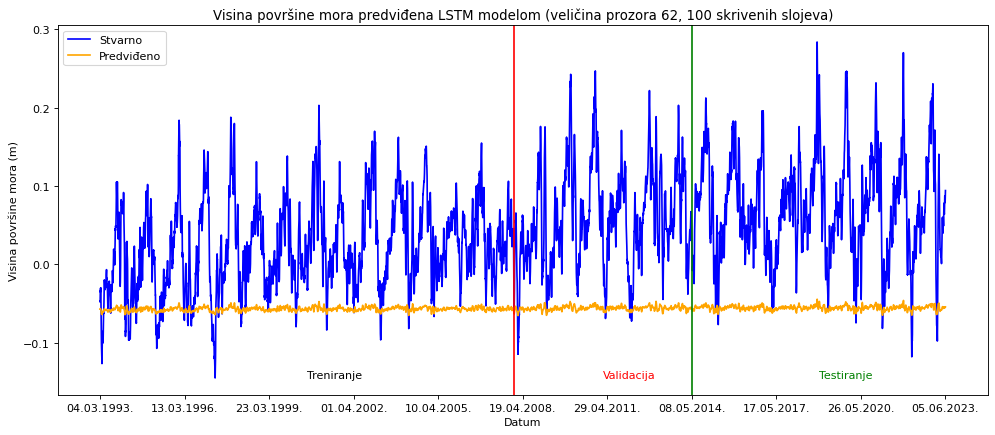 Visina površine mora predviđena LSTM modelom (veličina prozora 62, 100 skrivenih slojeva)
Stvarno
Predviđeno
Visina površine mora (m)
0.3
0.2
0.1
0.0
−0.1
Treniranje
Validacija
Testiranje
04.03.1993.
13.03.1996.
23.03.1999.
01.04.2002.
10.04.2005.
19.04.2008.
29.04.2011.
08.05.2014.
17.05.2017.
26.05.2020.
05.06.2023.
Datum